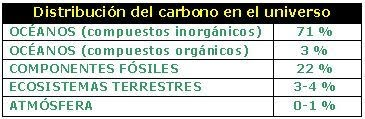 Distribución del carbono en el universo
OCÉANOS (compuestos inorgánicos) 71 %
OCÉANOS (compuestos orgánicos) 3 %
COMPONENTES FÓSILES 22 %
ECOSISTEMAS TERRESTRES 3-4 %
ATMÓSFERA 0-1 %